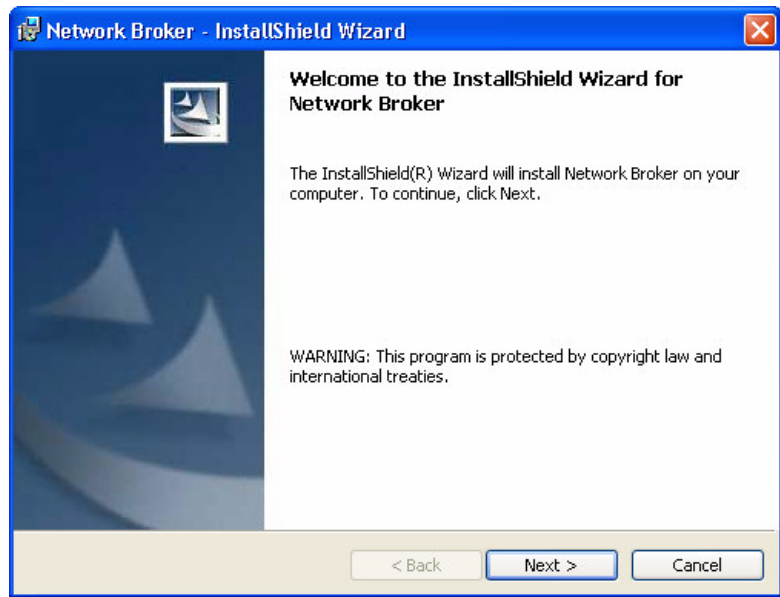 Network Broker - InstallShield Wizard
Welcome to the InstallShield Wizard for
Network Broker
The InstallShield(R) Wizard will install Network Broker on your
computer. To continue, click Next.
WARNING: This program is protected by copyright law and
international treaties.
< Back
Next >
Cancel